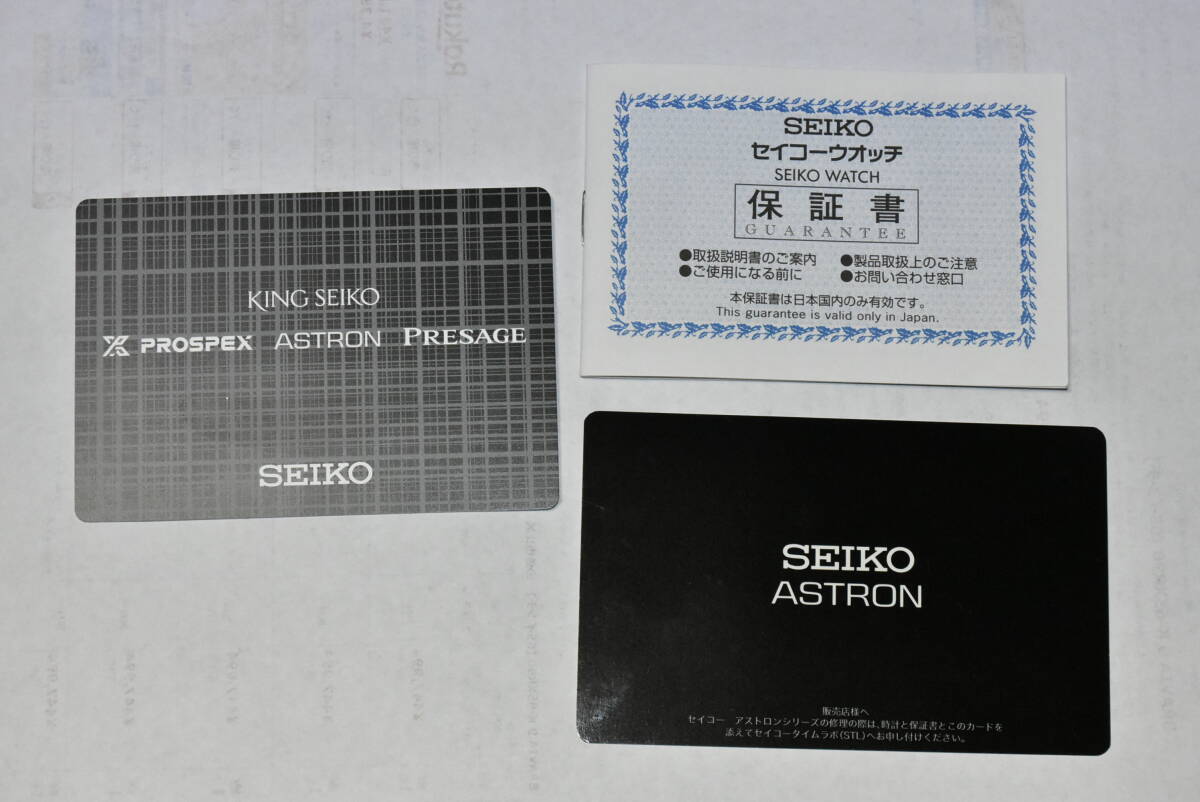 KING SEIKO
PROSPEX ASTRON PRESAGE
SEIKO
SEIKO
セイコーウオッチ
SEIKO WATCH
保証書
GUARANTEE
●取扱説明書のご案内 ●製品取扱上のご注意
●ご使用になる前に ●お問い合わせ窓口
本保証書は日本国内のみ有効です。
This guarantee is valid only in Japan.
SEIKO
ASTRON
販売店様へ
セイコー アストロンシリーズの修理の際は、時計と保証書とこのカードを
添えてセイコータイムラボ(STL)へお申し付けください。